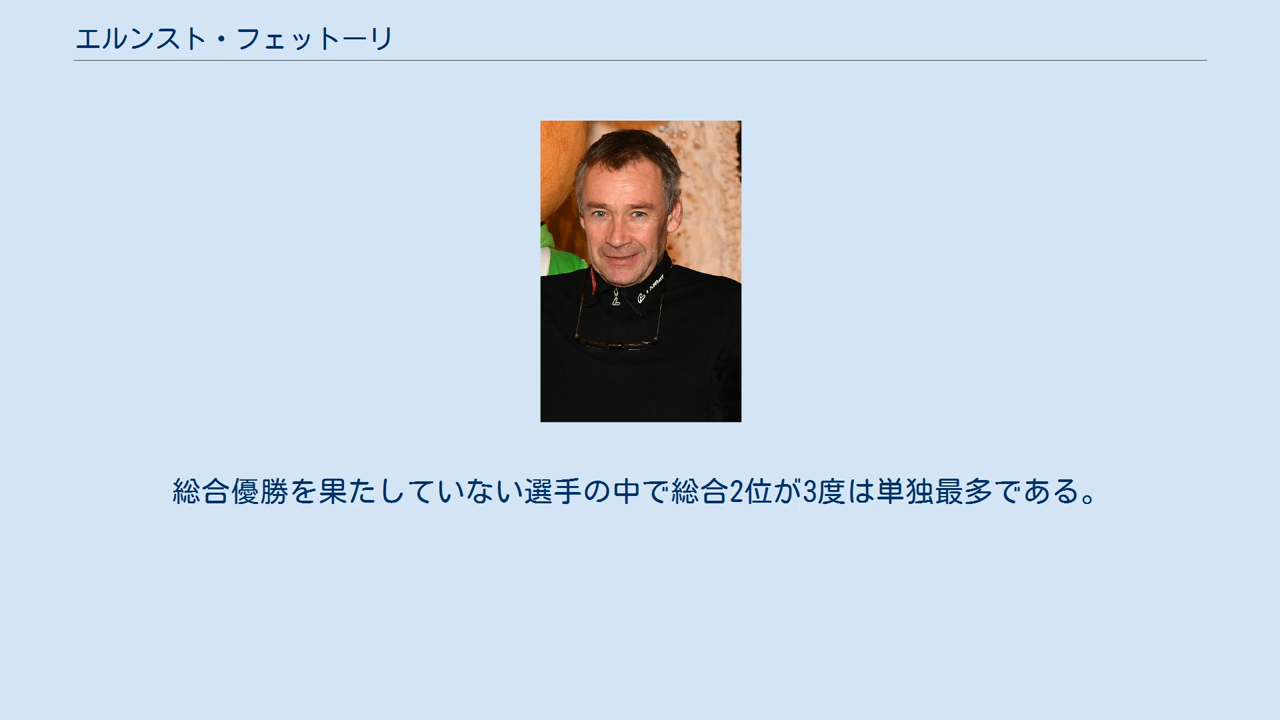 エルンスト・フェットーリ
総合優勝を果たしていない選手の中で総合2位が3度は単独最多である。